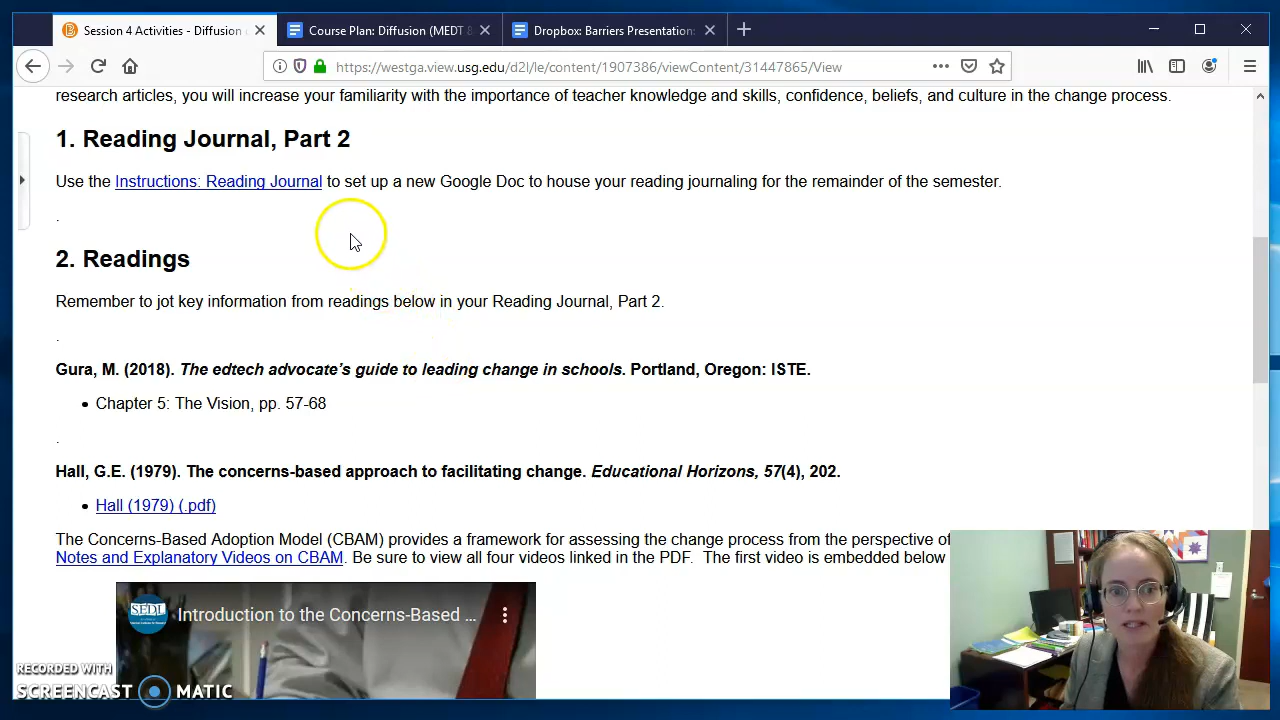 Session 4 Activities - Diffusion
Course Plan: Diffusion (MEDT 8
Dropbox: Barriers Presentation:
https://westga.view.usg.edu/d2l/le/content/1907386/viewContent/31447865/View
research articles, you will increase your familiarity with the importance of teacher knowledge and skills, confidence, beliefs, and culture in the change process.
1. Reading Journal, Part 2
Use the Instructions: Reading Journal to set up a new Google Doc to house your reading journaling for the remainder of the semester.
.
2. Readings
Remember to jot key information from readings below in your Reading Journal, Part 2.
.
Gura, M. (2018). The edtech advocate’s guide to leading change in schools. Portland, Oregon: ISTE.
• Chapter 5: The Vision, pp. 57-68
.
Hall, G.E. (1979). The concerns-based approach to facilitating change. Educational Horizons, 57(4), 202.
• Hall (1979) (.pdf)
The Concerns-Based Adoption Model (CBAM) provides a framework for assessing the change process from the perspective of
Notes and Explanatory Videos on CBAM. Be sure to view all four videos linked in the PDF. The first video is embedded below
SEDL
Introduction to the Concerns-Based ...
RECORDED WITH
SCREENCAST MATIC